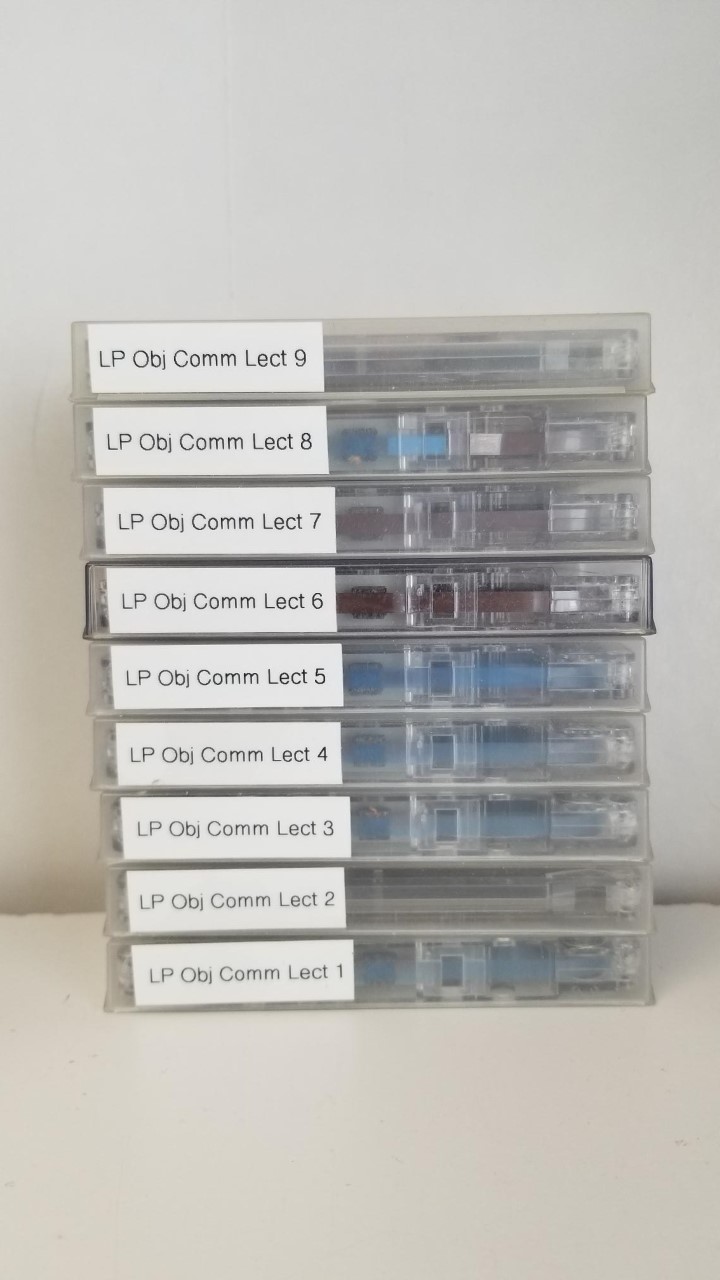 LP Obj Comm Lect 9
LP Obj Comm Lect 8
LP Obj Comm Lect 7
LP Obj Comm Lect 6
LP Obj Comm Lect 5
LP Obj Comm Lect 4
LP Obj Comm Lect 3
LP Obj Comm Lect 2
LP Obj Comm Lect 1